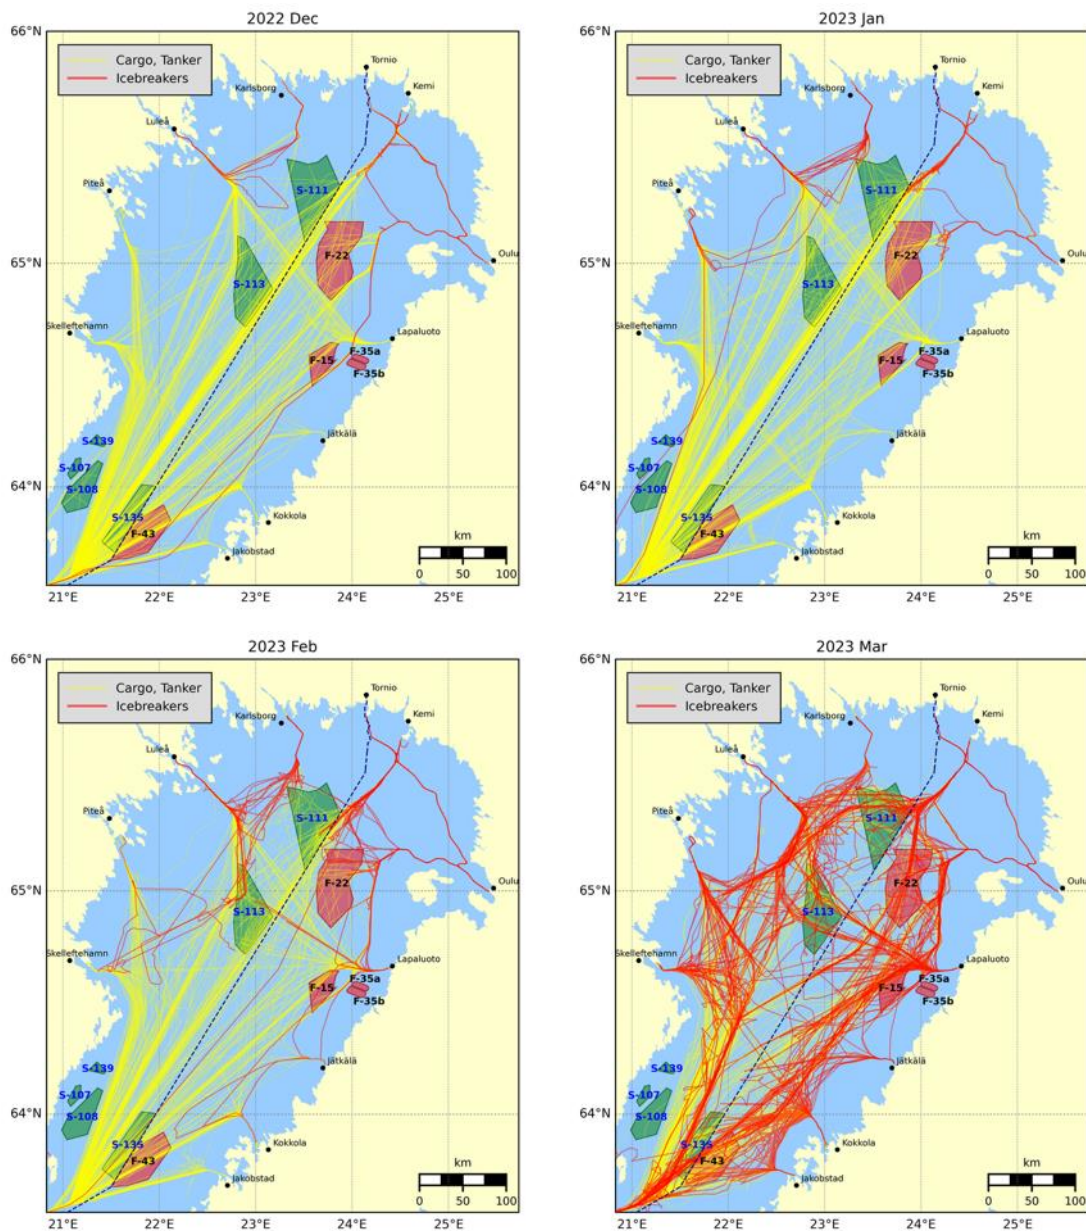 2022 Dec
66°N
65°N
64°N
21°E 22°E 23°E 24°E 25°E
Cargo, Tanker
Icebreakers
Tornio
Karlsborg
Kemi
Luleå
Piteå
S-111
Oulu
F-22
S-113
Skelleftehamn
Lapaluoto
F-35a
F-15
F-35b
Jätkälä
S-139
S-107
S-108
S-135
F-43
Kokkola
Jakobstad
km
0 50 100
2023 Jan
66°N
65°N
64°N
21°E 22°E 23°E 24°E 25°E
Cargo, Tanker
Icebreakers
Tornio
Karlsborg
Kemi
Luleå
Piteå
S-111
Oulu
F-22
S-113
Skelleftehamn
Lapaluoto
F-35a
F-15
F-35b
Jätkälä
S-139
S-107
S-108
S-135
F-43
Kokkola
Jakobstad
km
0 50 100
2023 Feb
66°N
65°N
64°N
21°E 22°E 23°E 24°E 25°E
Cargo, Tanker
Icebreakers
Tornio
Karlsborg
Kemi
Luleå
Piteå
S-111
Oulu
F-22
S-113
Skelleftehamn
Lapaluoto
F-35a
F-15
F-35b
Jätkälä
S-139
S-107
S-108
S-135
F-43
Kokkola
Jakobstad
km
0 50 100
2023 Mar
66°N
65°N
64°N
21°E 22°E 23°E 24°E 25°E
Cargo, Tanker
Icebreakers
Tornio
Karlsborg
Kemi
Luleå
Piteå
S-111
Oulu
F-22
S-113
Skelleftehamn
Lapaluoto
F-35a
F-15
F-35b
Jätkälä
S-139
S-107
S-108
S-135
F-43
Kokkola
Jakobstad
km
0 50 100